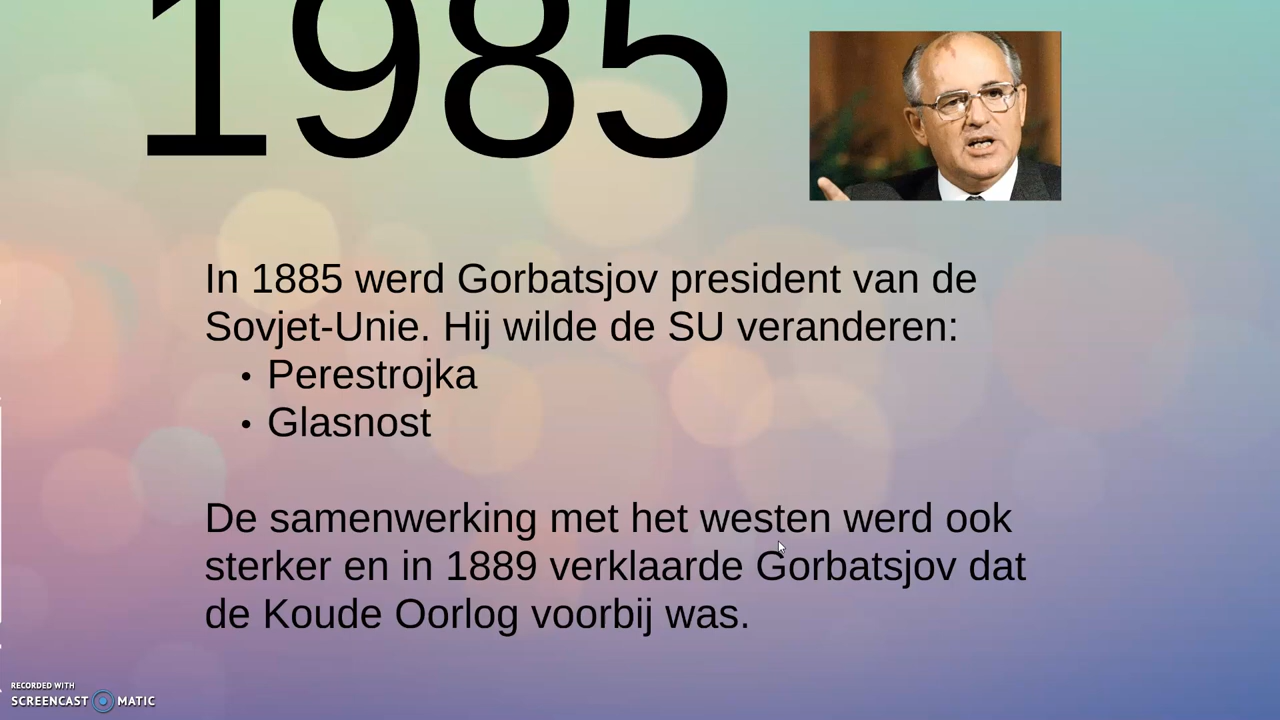 1985
In 1885 werd Gorbatsjov president van de
Sovjet-Unie. Hij wilde de SU veranderen:
• Perestrojka
• Glasnost
De samenwerking met het westen werd ook
sterker en in 1889 verklaarde Gorbatsjov dat
de Koude Oorlog voorbij was.
RECORDED WITH
SCREENCAST MATIC